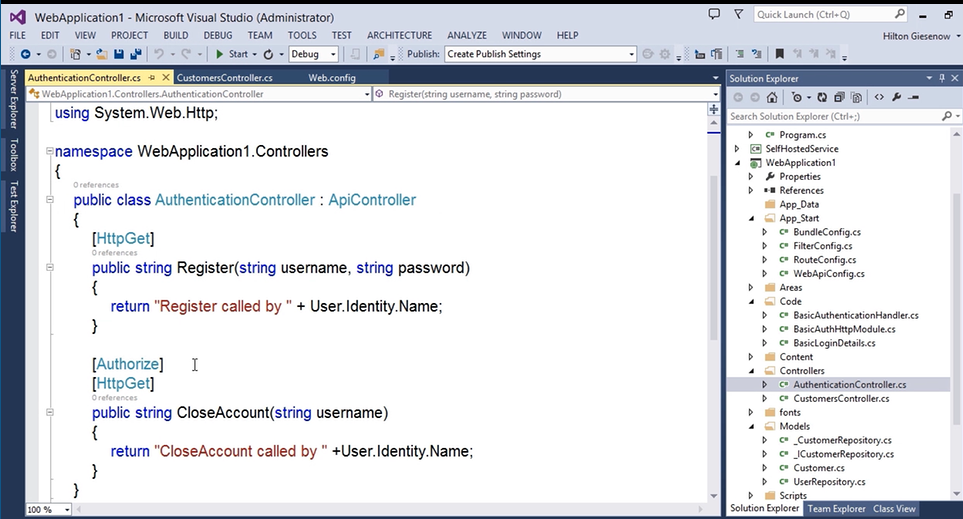 WebApplication1 - Microsoft Visual Studio (Administrator)
Quick Launch (Ctrl+Q)
FILE EDIT VIEW PROJECT BUILD DEBUG TEAM TOOLS TEST ARCHITECTURE ANALYZE WINDOW HELP
Hilton Giesenow
Start Debug Publish: Create Publish Settings
Server Explorer
Toolbox
Test Explorer
AuthenticationController.cs CustomersController.cs Web.config
WebApplication1.Controllers.AuthenticationController Register(string username, string password)
using System.Web.Http;
namespace WebApplication1.Controllers
{
0 references
public class AuthenticationController : ApiController
{
[HttpGet]
0 references
public string Register(string username, string password)
{
return "Register called by " + User.Identity.Name;
}
[Authorize]
[HttpGet]
0 references
public string CloseAccount(string username)
{
return "CloseAccount called by " +User.Identity.Name;
}
}
100 %
Solution Explorer
Search Solution Explorer (Ctrl+;)
Program.cs
SelfHostedService
WebApplication1
Properties
References
App_Data
App_Start
BundleConfig.cs
FilterConfig.cs
RouteConfig.cs
WebApiConfig.cs
Areas
Code
BasicAuthenticationHandler.cs
BasicAuthHttpModule.cs
BasicLoginDetails.cs
Content
Controllers
AuthenticationController.cs
CustomersController.cs
fonts
Models
_CustomerRepository.cs
_ICustomerRepository.cs
Customer.cs
UserRepository.cs
Scripts
Solution Explorer Team Explorer Class View